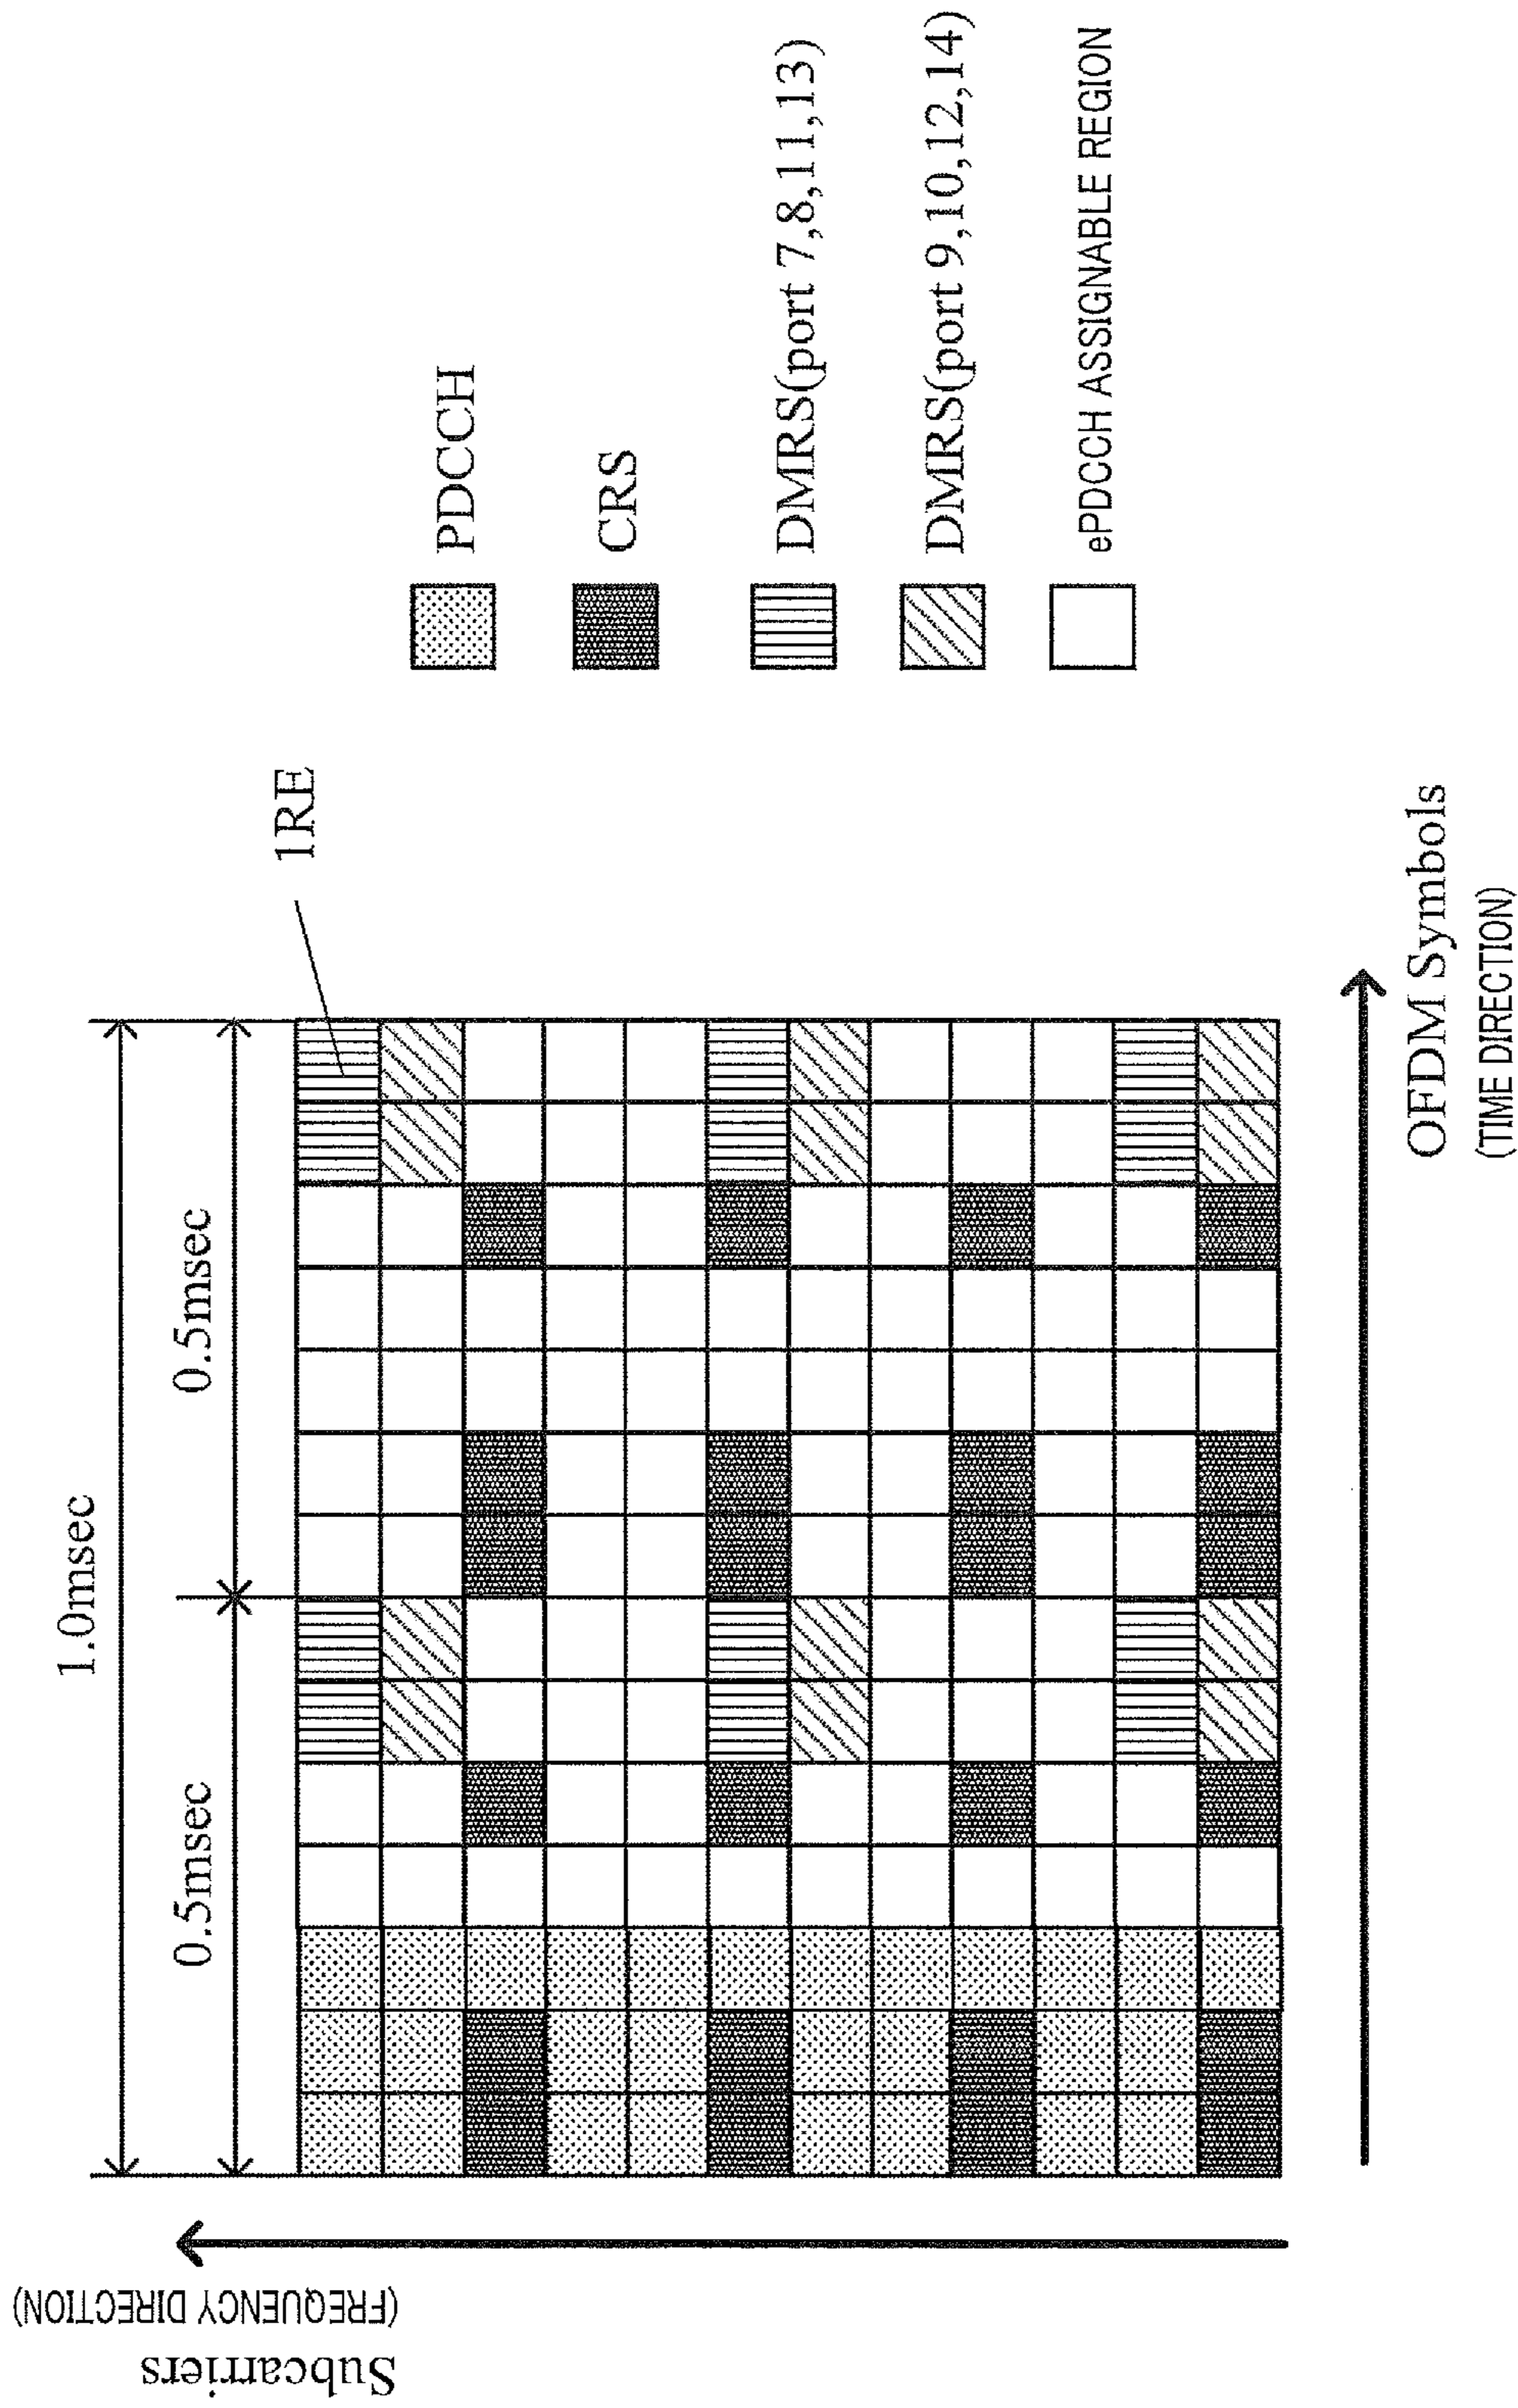 1.0msec
0.5msec
0.5msec
1RE
Subcarriers
(FREQUENCY DIRECTION)
OFDM Symbols
(TIME DIRECTION)
PDCCH
CRS
DMRS(port 7,8,11,13)
DMRS(port 9,10,12,14)
ePDCCH ASSIGNABLE REGION